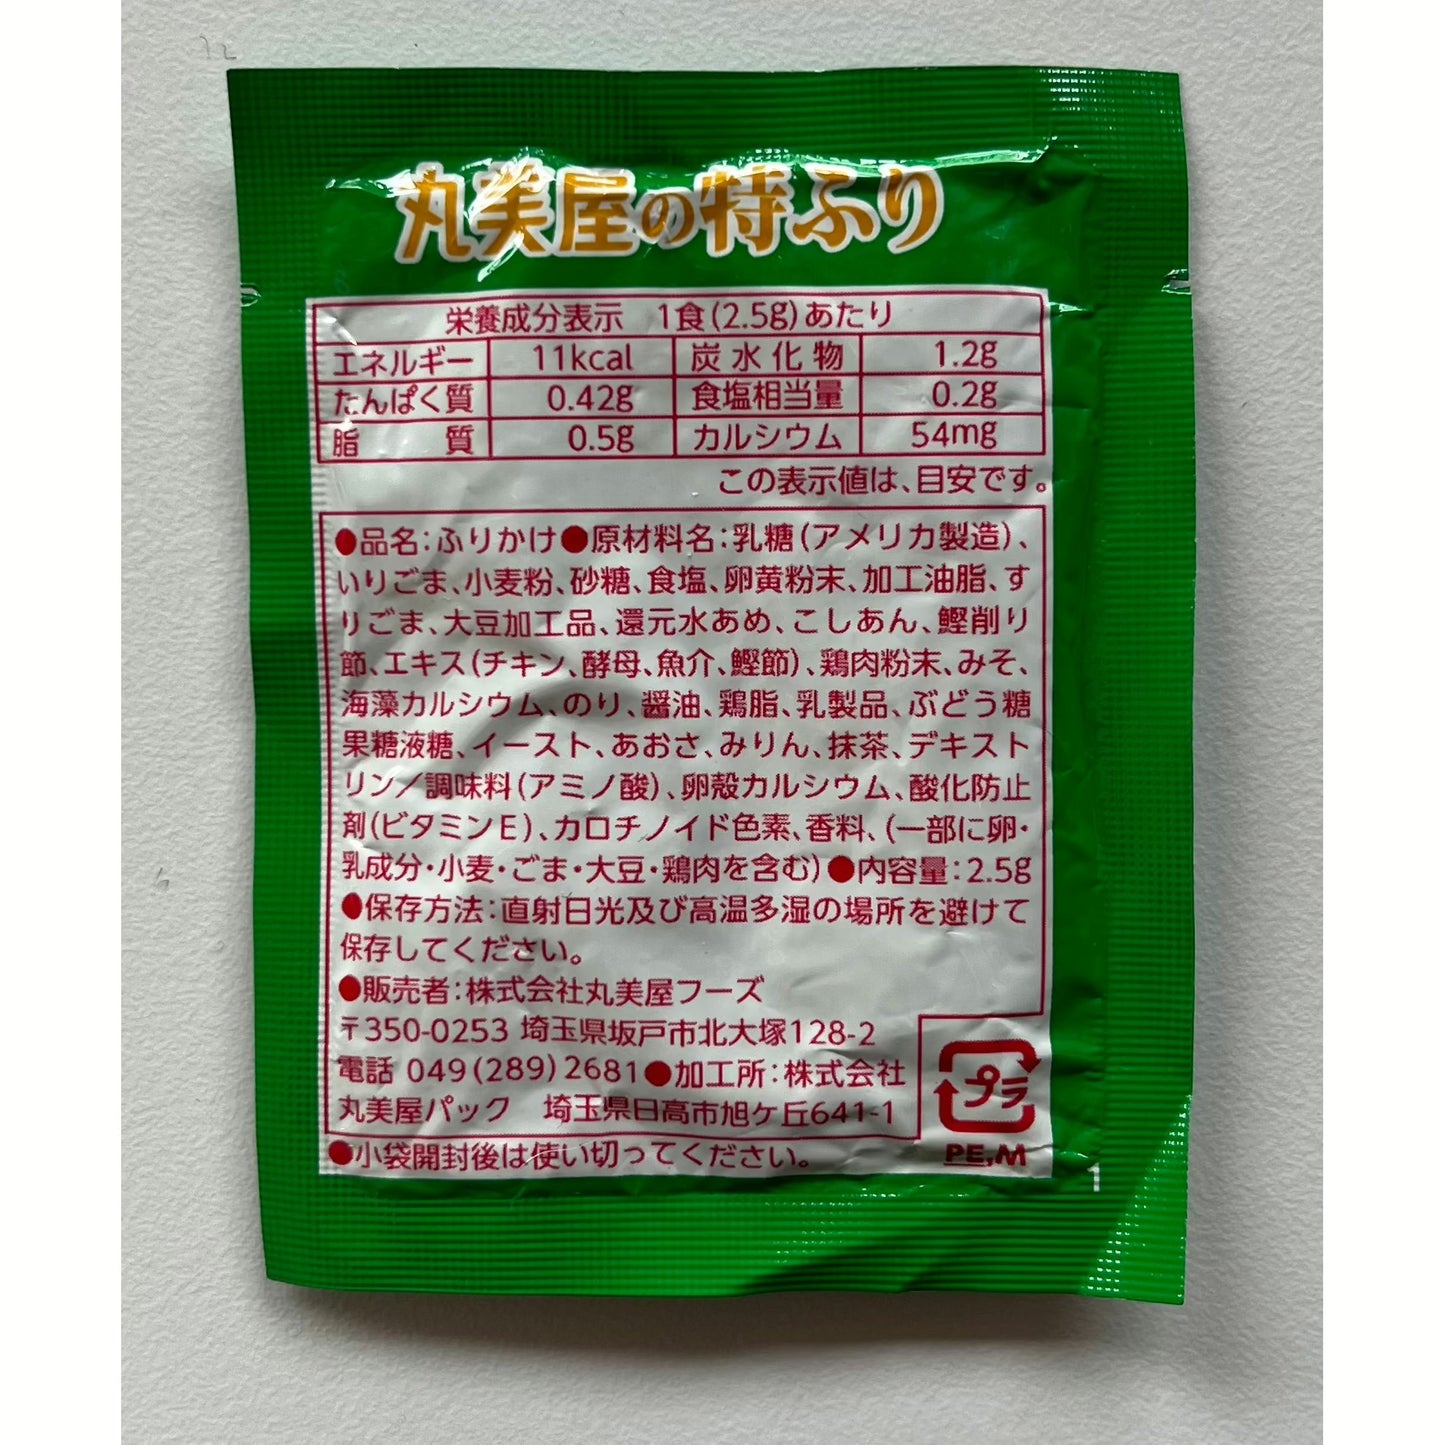 丸美屋の特ふり
栄養成分表示 1食(2.5g)あたり
エネルギー 11kcal 炭水化物 1.2g
たんぱく質 0.42g 食塩相当量 0.2g
脂質 0.5g カルシウム 54mg
この表示値は、目安です。
●品名:ふりかけ●原材料名:乳糖(アメリカ製造)、
いりごま、小麦粉、砂糖、食塩、卵黄粉末、加工油脂、す
りごま、大豆加工品、還元水あめ、こしあん、鰹削り
節、エキス(チキン、酵母、魚介、鰹節)、鶏肉粉末、みそ、
海藻カルシウム、のり、醤油、鶏脂、乳製品、ぶどう糖
果糖液糖、イースト、あおさ、みりん、抹茶、デキスト
リン/調味料(アミノ酸)、卵殻カルシウム、酸化防止
剤(ビタミンE)、カロチノイド色素、香料、(一部に卵・
乳成分・小麦・ごま・大豆・鶏肉を含む)●内容量:2.5g
●保存方法:直射日光及び高温多湿の場所を避けて
保存してください。
●販売者:株式会社丸美屋フーズ
〒350-0253 埼玉県坂戸市北大塚128-2
電話 049(289)2681●加工所:株式会社
丸美屋パック 埼玉県日高市旭ケ丘641-1
プラ
PE,M
●小袋開封後は使い切ってください。
1